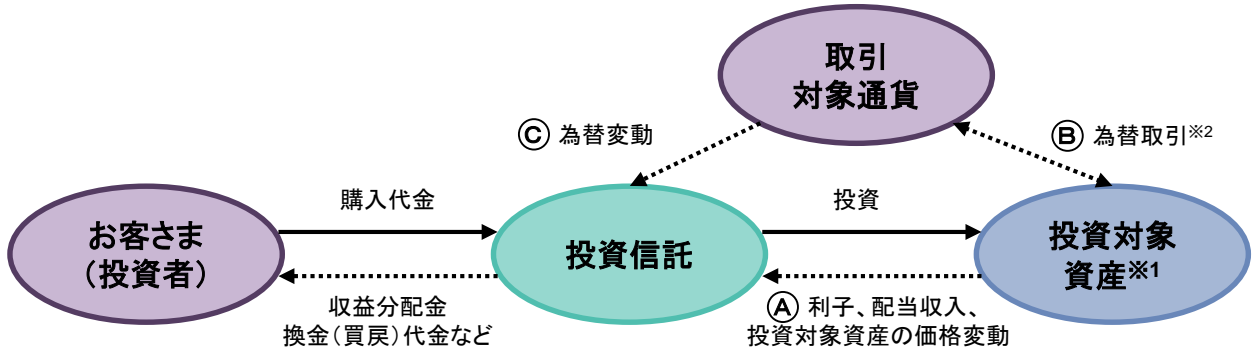 取引
対象通貨
Ⓒ 為替変動
Ⓑ 為替取引※2
購入代金
投資
お客さま
(投資者)
投資信託
投資対象
資産※1
収益分配金
換金(買戻)代金など
Ⓐ 利子、配当収入、
投資対象資産の価格変動